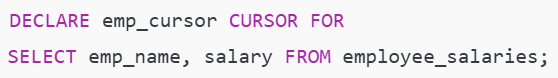 DECLARE emp_cursor CURSOR FOR
SELECT emp_name, salary FROM employee_salaries;